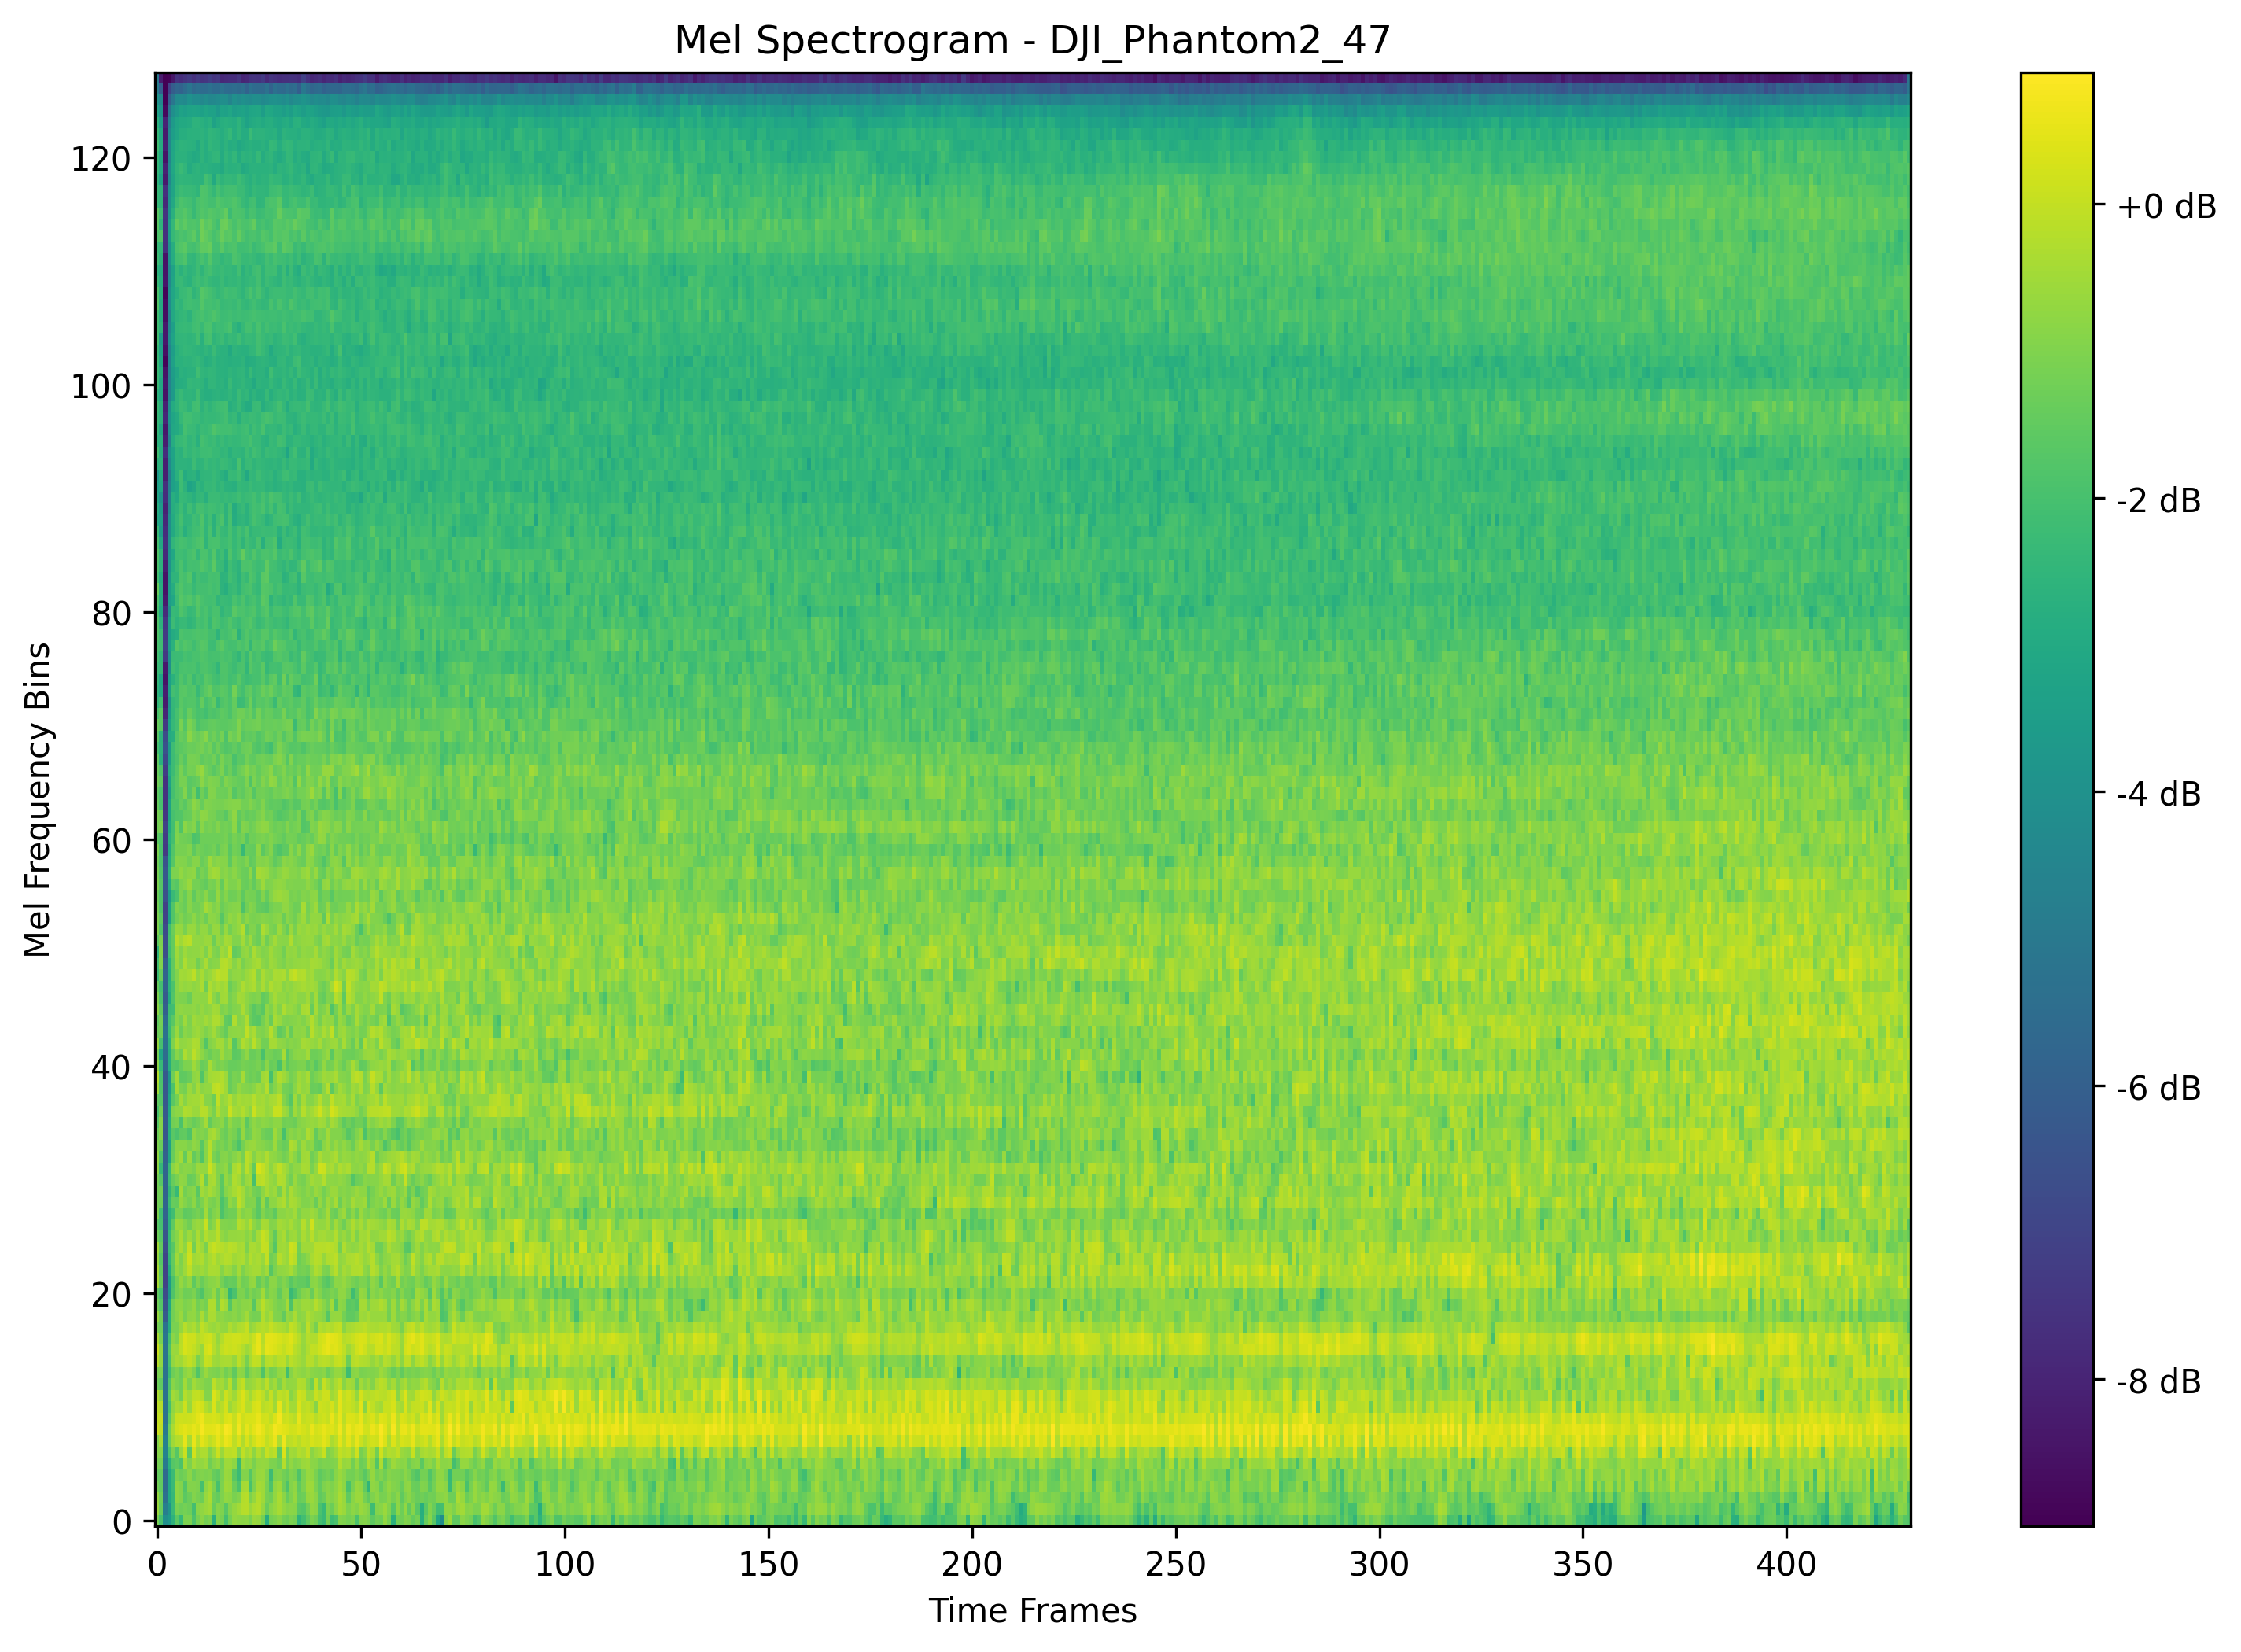 Mel Spectrogram - DJI_Phantom2_47
Mel Frequency Bins
120
100
80
60
40
20
0
0 50 100 150 200 250 300 350 400
Time Frames
+0 dB
-2 dB
-4 dB
-6 dB
-8 dB